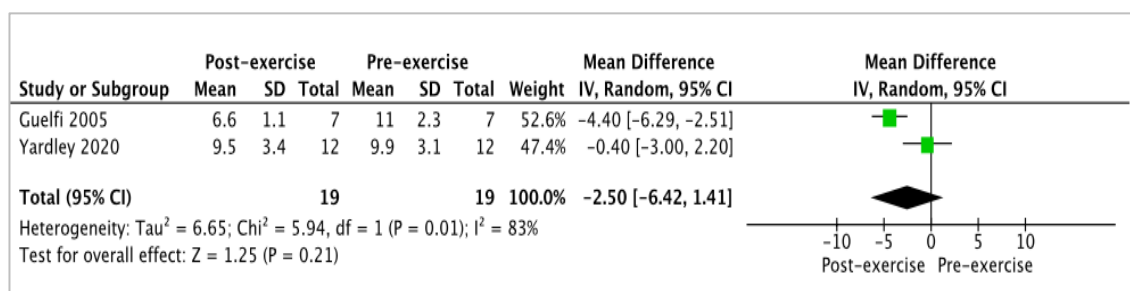 Post-exercise Pre-exercise Mean Difference Mean Difference
Study or Subgroup Mean SD Total Mean SD Total Weight IV, Random, 95% CI IV, Random, 95% CI
Guelfi 2005 6.6 1.1 7 11 2.3 7 52.6% -4.40 [-6.29, -2.51]
Yardley 2020 9.5 3.4 12 9.9 3.1 12 47.4% -0.40 [-3.00, 2.20]
Total (95% CI) 19 19 100.0% -2.50 [-6.42, 1.41]
Heterogeneity: Tau² = 6.65; Chi² = 5.94, df = 1 (P = 0.01); I² = 83%
Test for overall effect: Z = 1.25 (P = 0.21)
-10 -5 0 5 10
Post-exercise Pre-exercise